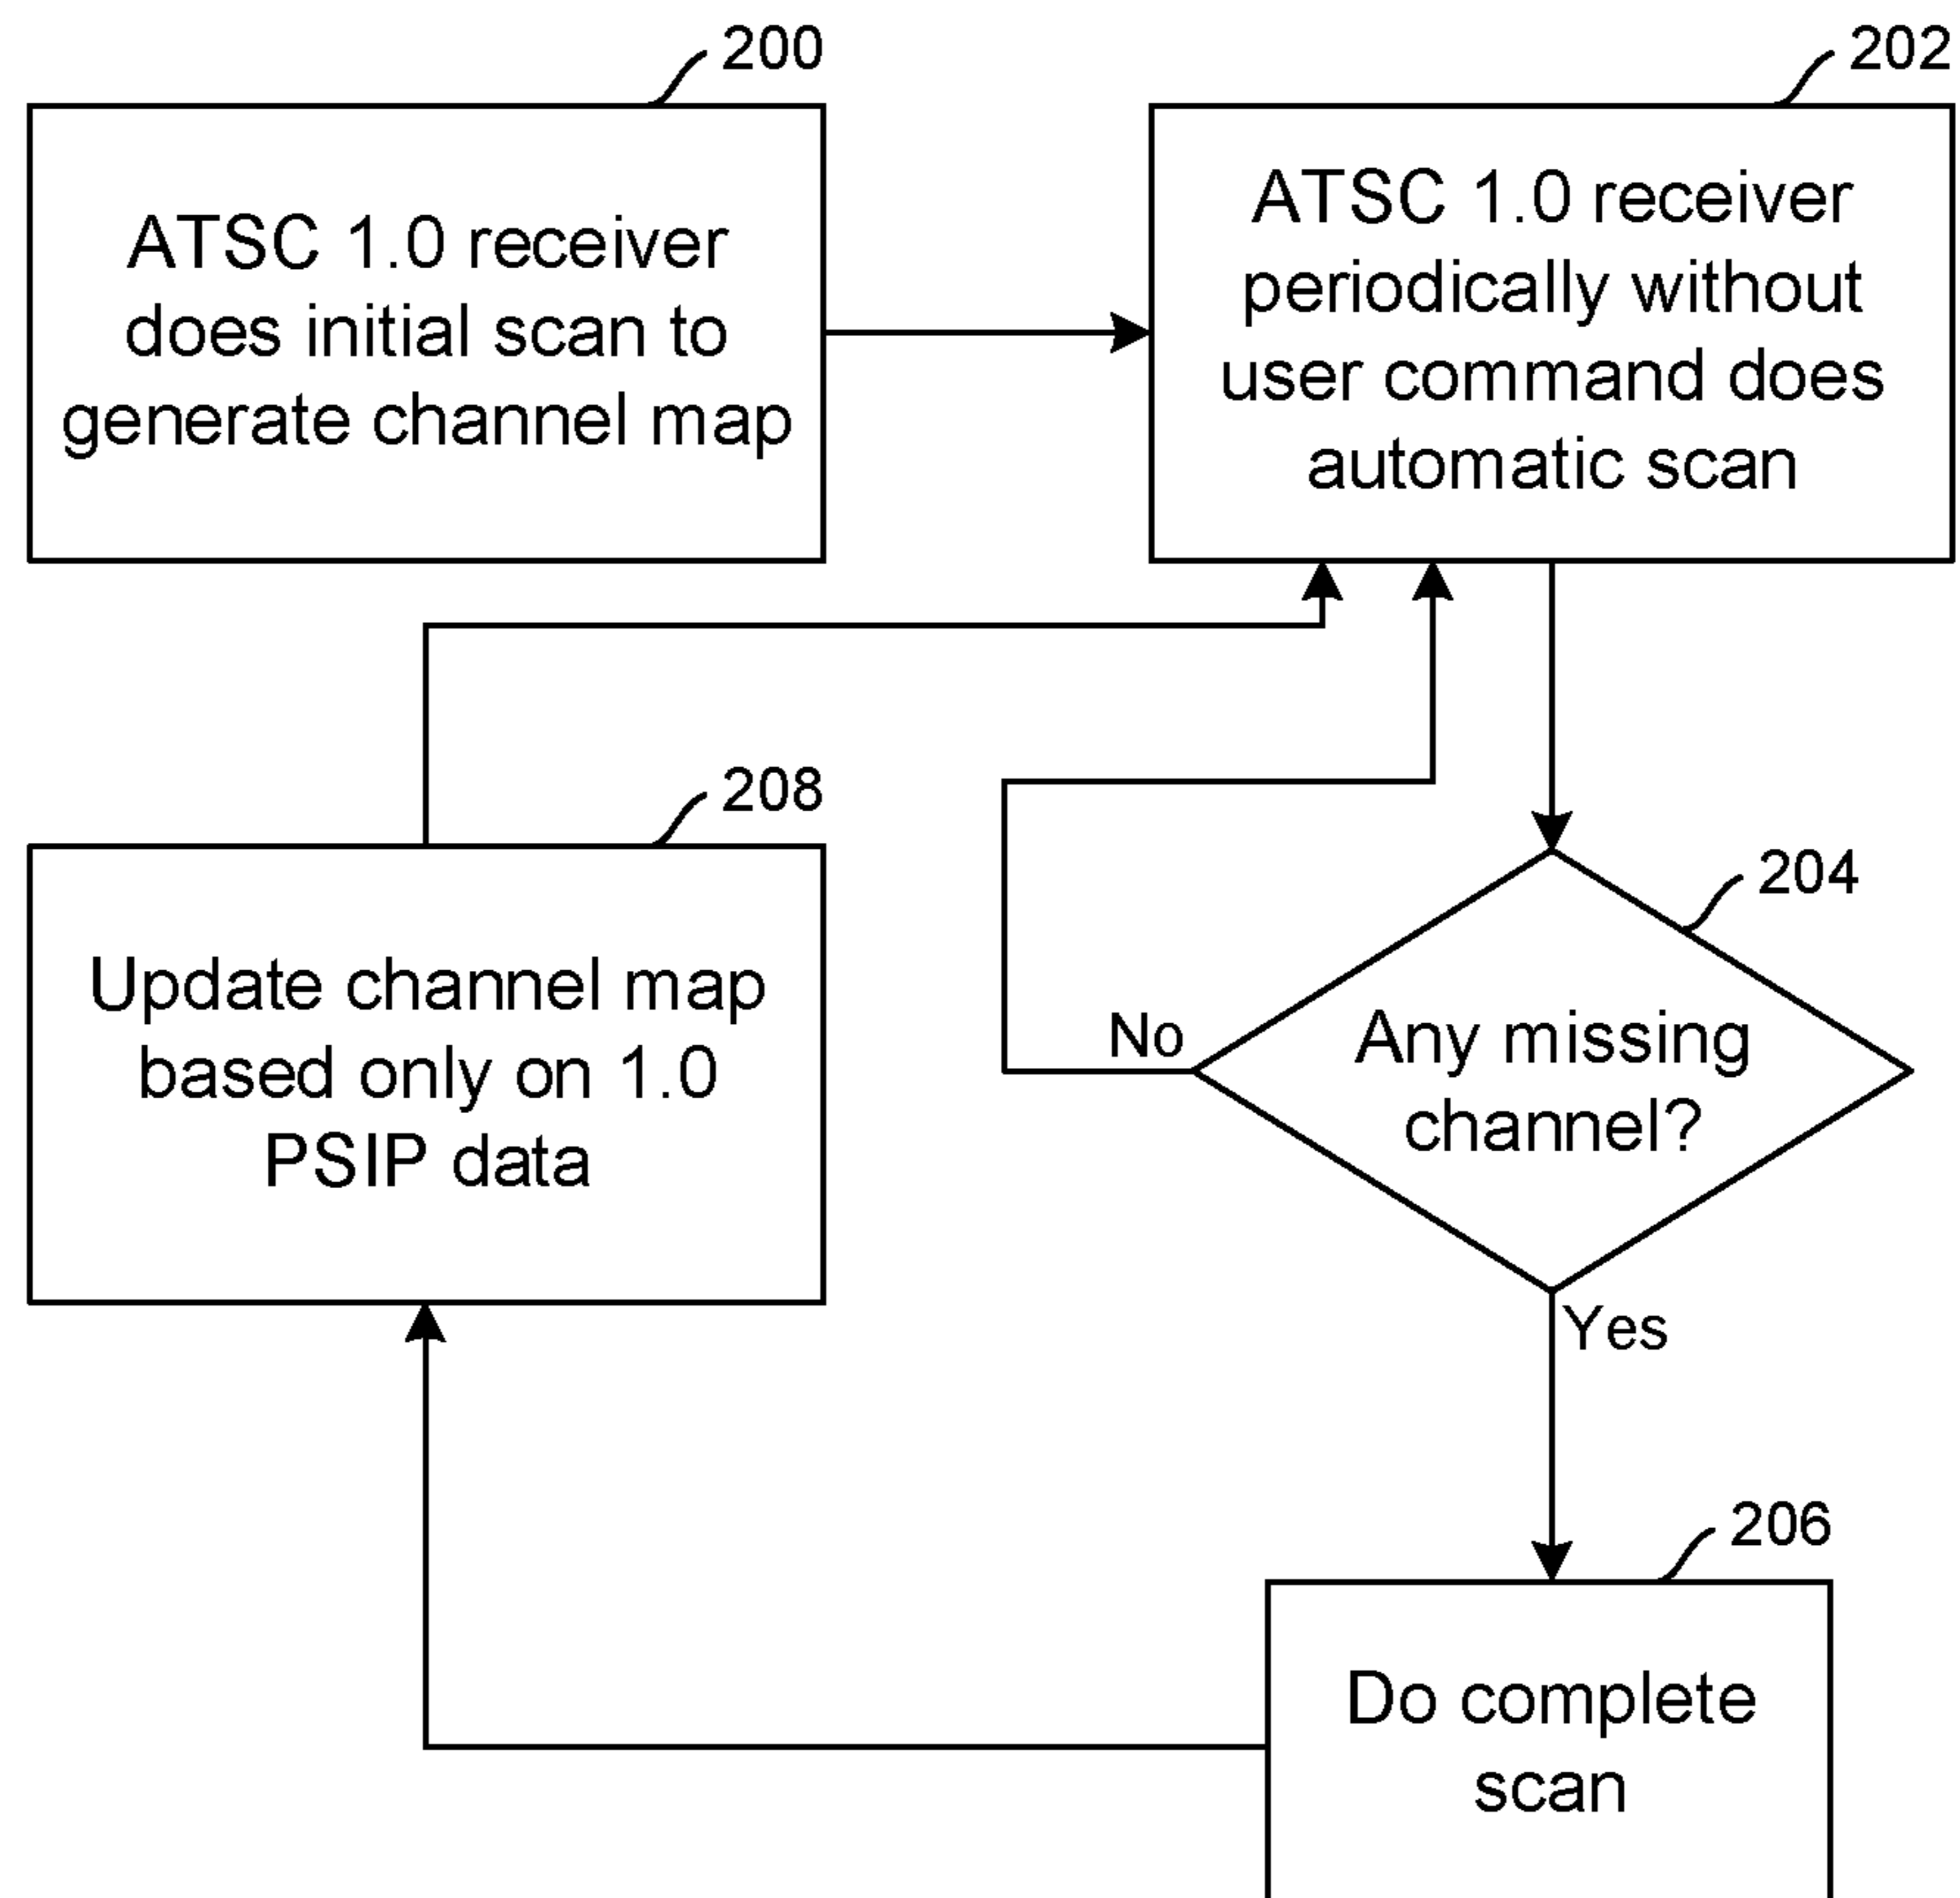 200
ATSC 1.0 receiver
does initial scan to
generate channel map
202
ATSC 1.0 receiver
periodically without
user command does
automatic scan
208
Update channel map
based only on 1.0
PSIP data
204
Any missing
channel?
No
Yes
206
Do complete
scan